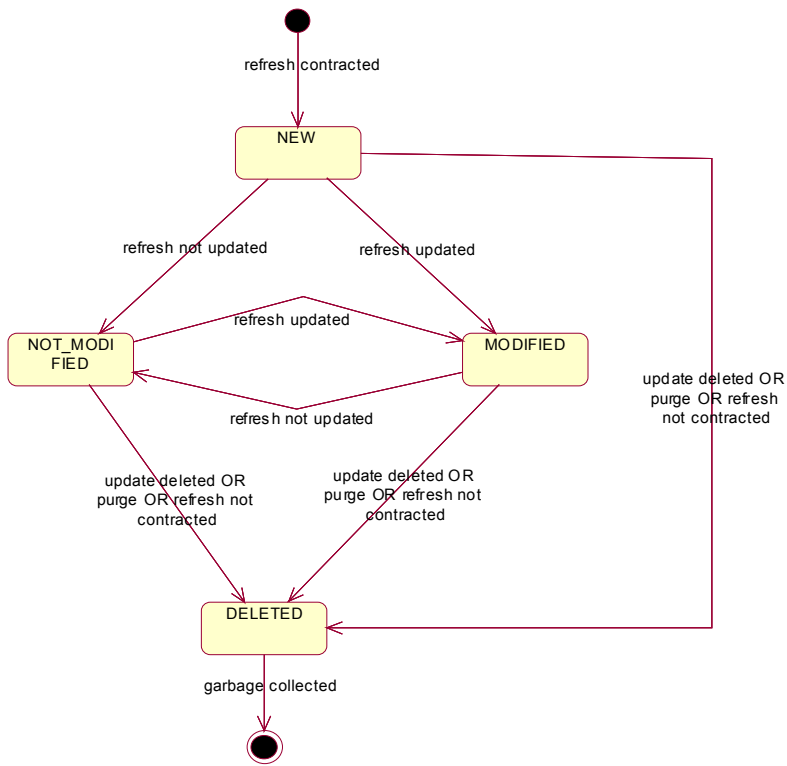 refresh contracted
NEW
refresh not updated
refresh updated
refresh updated
NOT_MODI
FIED
MODIFIED
refresh not updated
update deleted OR
purge OR refresh
not contracted
update deleted OR
purge OR refresh not
contracted
update deleted OR
purge OR refresh not
contracted
DELETED
garbage collected